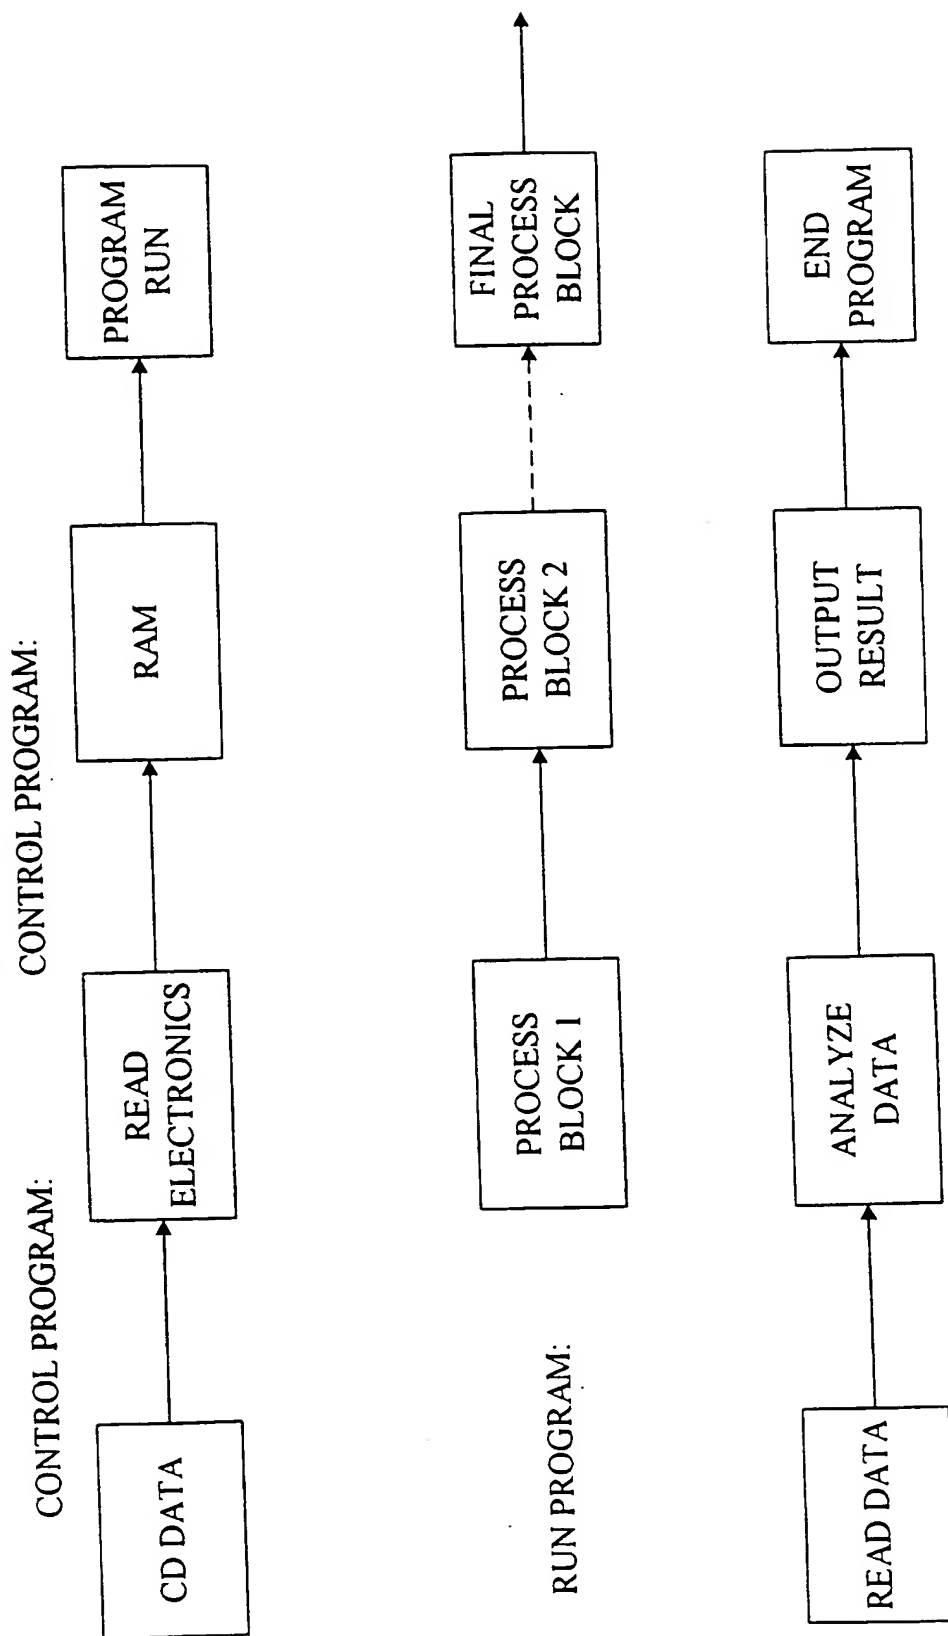 CONTROL PROGRAM:
CONTROL PROGRAM:
CD DATA
READ
ELECTRONICS
RAM
PROGRAM
RUN
RUN PROGRAM:
PROCESS
BLOCK 1
PROCESS
BLOCK 2
FINAL
PROCESS
BLOCK
READ DATA
ANALYZE
DATA
OUTPUT
RESULT
END
PROGRAM